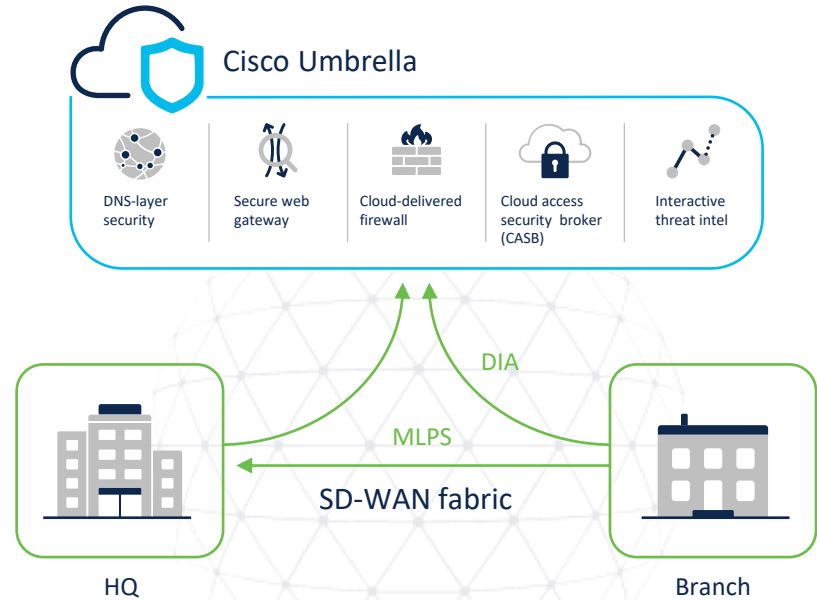 Cisco Umbrella
DNS-layer
security
Secure web
gateway
Cloud-delivered
firewall
Cloud access
security broker
(CASB)
Interactive
threat intel
DIA
MLPS
SD-WAN fabric
HQ
Branch